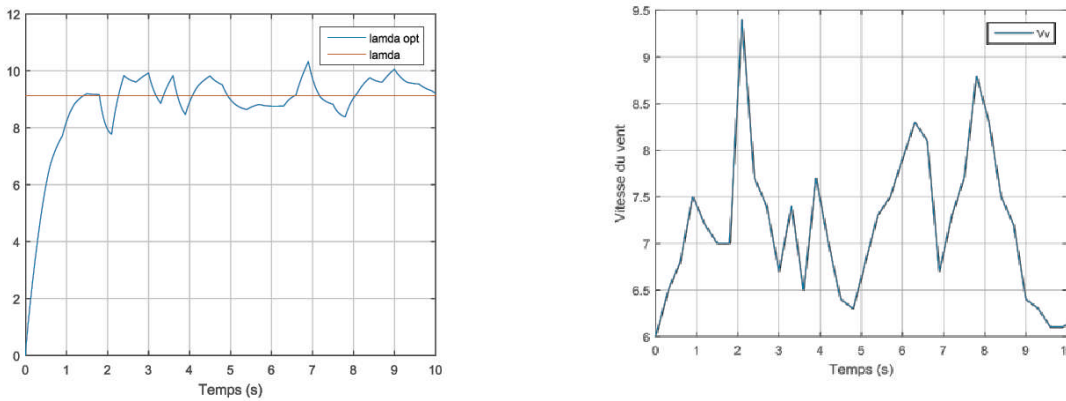 12
10
8
6
4
2
0
lamda opt
lamda
0 1 2 3 4 5 6 7 8 9 10
Temps (s)
9.5
9
8.5
8
7.5
7
6.5
6
Vitesse du vent
Vv
0 1 2 3 4 5 6 7 8 9
Temps (s)